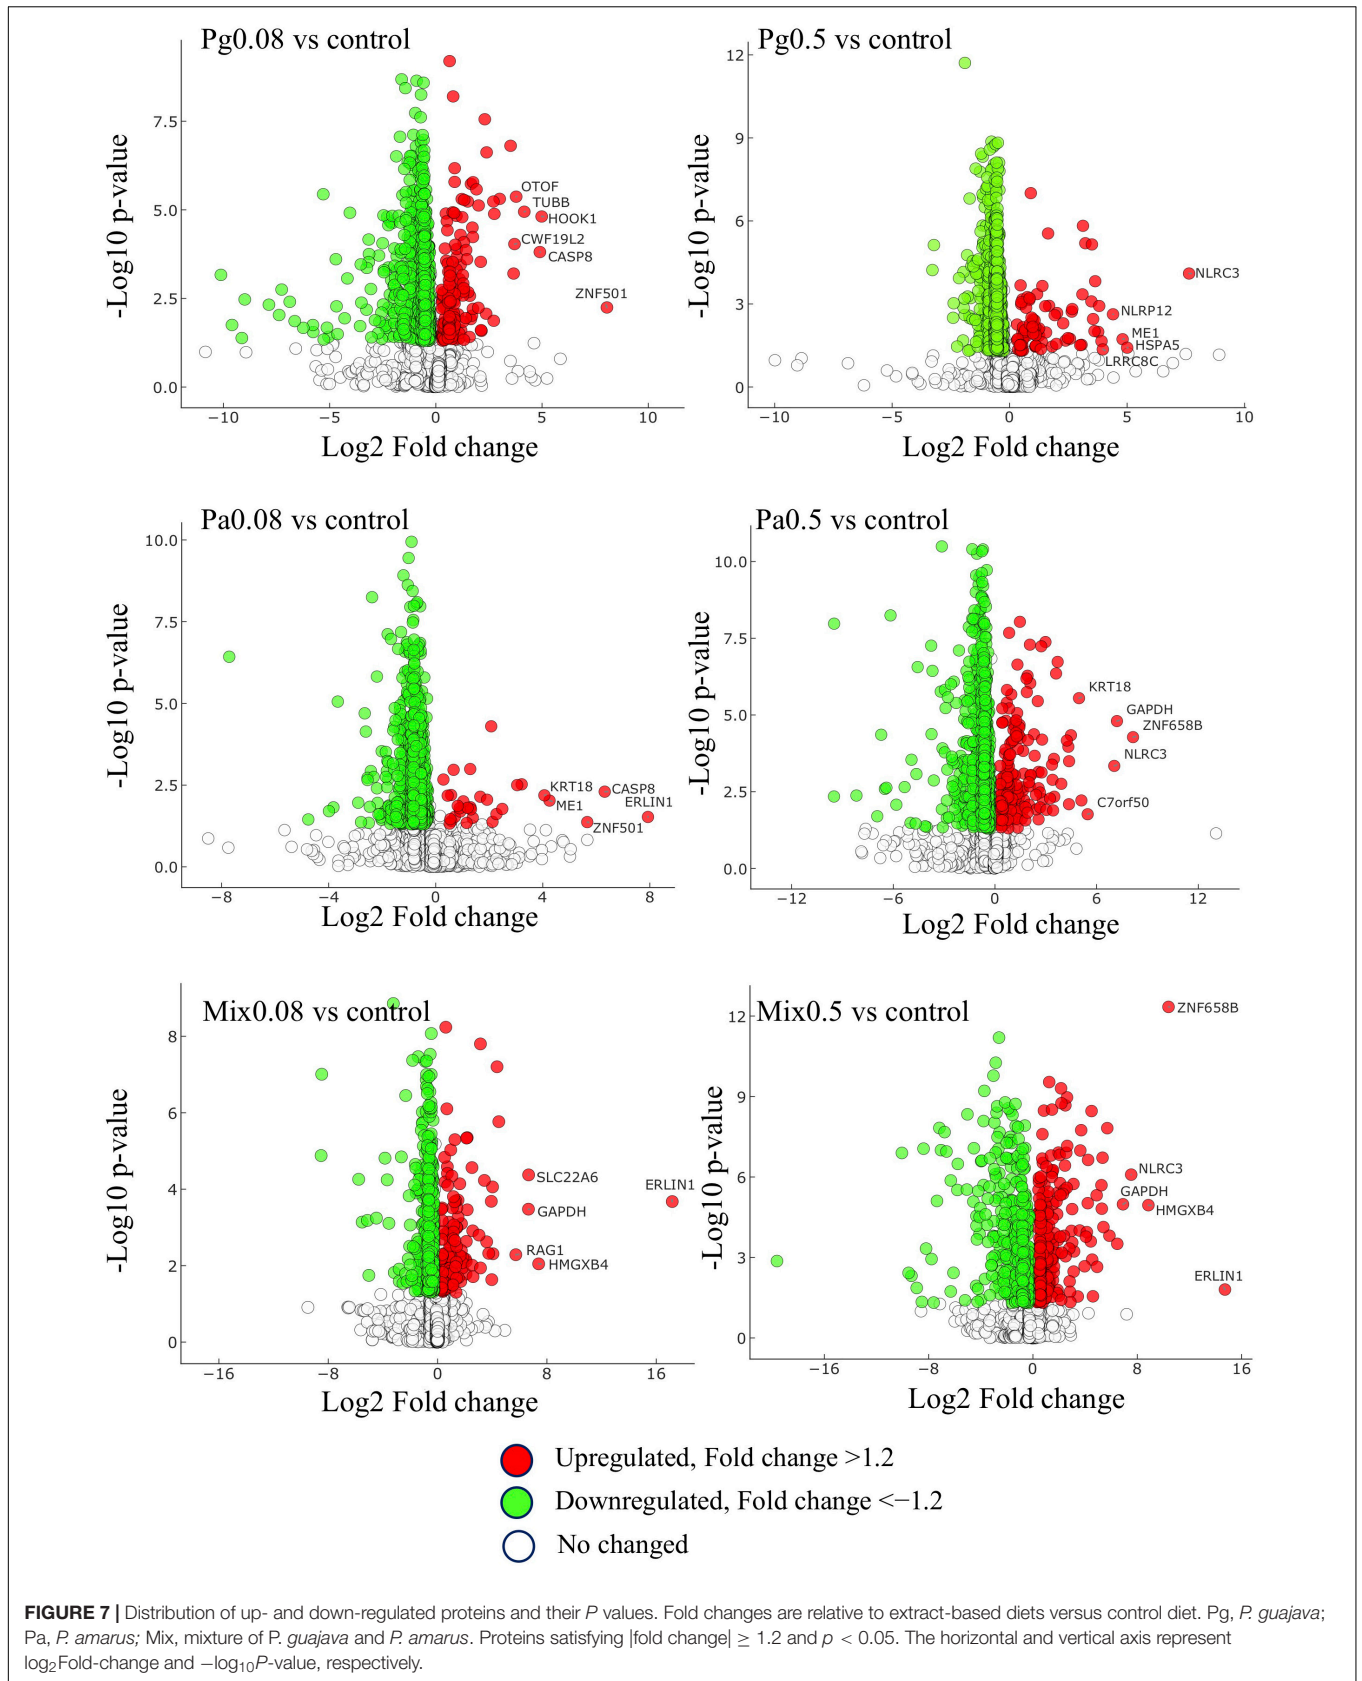 Pg0.08 vs control
-Log10 p-value
7.5
5.0
2.5
0.0
OTOF
TUBB
HOOK1
CWF19L2
CASP8
ZNF501
−10
−5
0
5
10
Log2 Fold change
Pg0.5 vs control
-Log10 p-value
12
9
6
3
0
NLRC3
NLRP12
ME1
HSPA5
LRRC8C
−10
−5
0
5
10
Log2 Fold change
Pa0.08 vs control
-Log10 p-value
10.0
7.5
5.0
2.5
0.0
KRT18
CASP8
ME1
ERLIN1
ZNF501
−8
−4
0
4
8
Log2 Fold change
Pa0.5 vs control
-Log10 p-value
10.0
7.5
5.0
2.5
0.0
KRT18
GAPDH
ZNF658B
NLRC3
C7orf50
−12
−6
0
6
12
Log2 Fold change
Mix0.08 vs control
-Log10 p-value
8
6
4
2
0
SLC22A6
ERLIN1
GAPDH
RAG1
HMGXB4
−16
−8
0
8
16
Log2 Fold change
Mix0.5 vs control
-Log10 p-value
12
9
6
3
0
ZNF658B
NLRC3
GAPDH
HMGXB4
ERLIN1
−16
−8
0
8
16
Log2 Fold change
Upregulated, Fold change >1.2
Downregulated, Fold change <−1.2
No changed
FIGURE 7 | Distribution of up- and down-regulated proteins and their P values. Fold changes are relative to extract-based diets versus control diet. Pg, P. guajava;
Pa, P. amarus; Mix, mixture of P. guajava and P. amarus. Proteins satisfying |fold change| ≥ 1.2 and p < 0.05. The horizontal and vertical axis represent
log₂Fold-change and −log₁₀P-value, respectively.